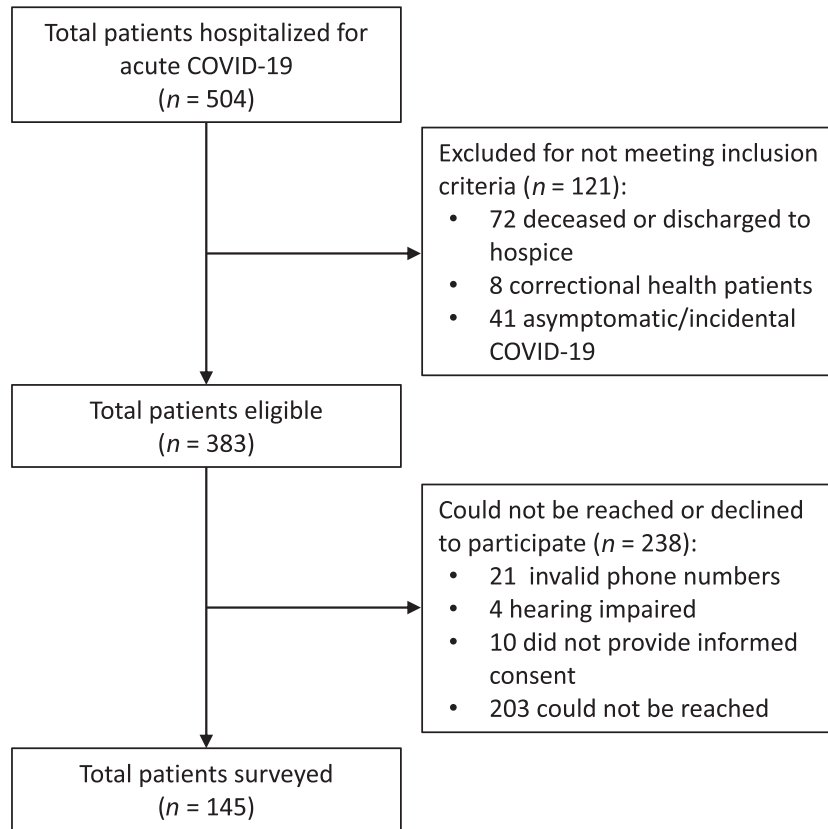 Total patients hospitalized for
acute COVID-19
(n = 504)
Excluded for not meeting inclusion
criteria (n = 121):
• 72 deceased or discharged to
hospice
• 8 correctional health patients
• 41 asymptomatic/incidental
COVID-19
Total patients eligible
(n = 383)
Could not be reached or declined
to participate (n = 238):
• 21 invalid phone numbers
• 4 hearing impaired
• 10 did not provide informed
consent
• 203 could not be reached
Total patients surveyed
(n = 145)